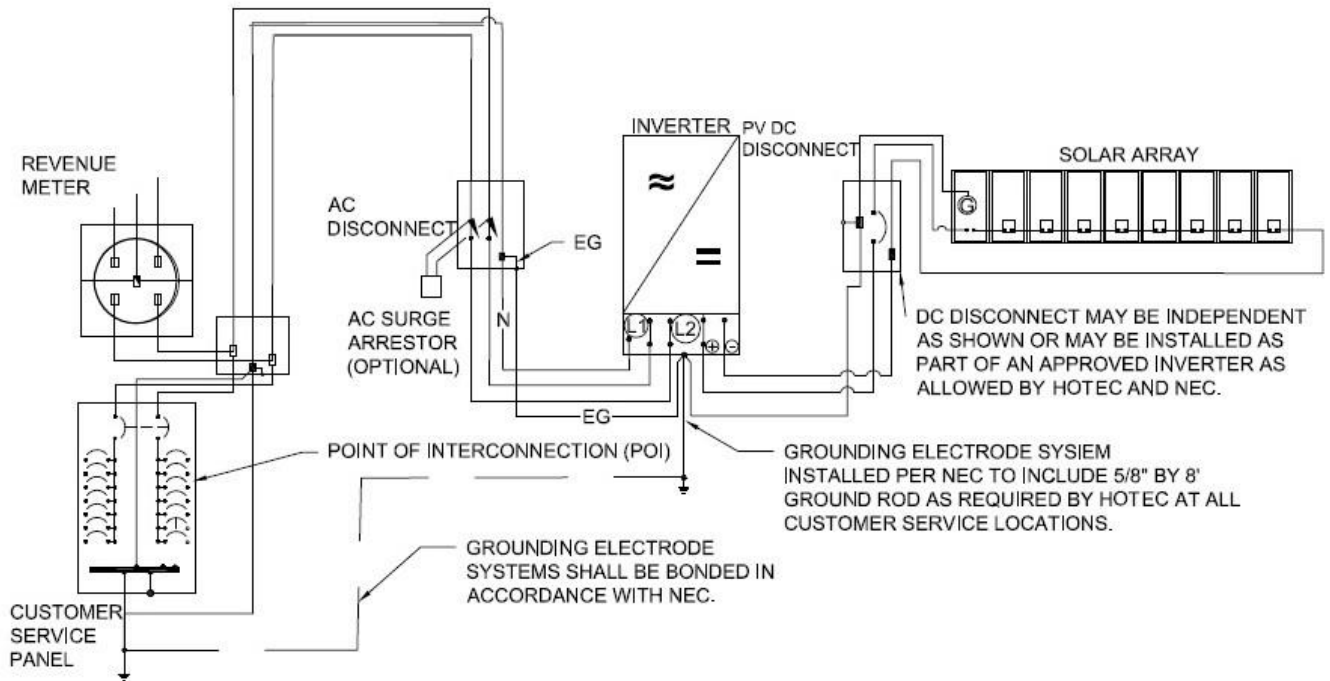 REVENUE
METER
AC
DISCONNECT
EG
AC SURGE
ARRESTOR
(OPTIONAL)
N
INVERTER
≈
=
L1
L2
+
-
PV DC
DISCONNECT
SOLAR ARRAY
G
DC DISCONNECT MAY BE INDEPENDENT
AS SHOWN OR MAY BE INSTALLED AS
PART OF AN APPROVED INVERTER AS
ALLOWED BY HOTEC AND NEC.
EG
POINT OF INTERCONNECTION (POI)
GROUNDING ELECTRODE SYSIEM
INSTALLED PER NEC TO INCLUDE 5/8" BY 8'
GROUND ROD AS REQUIRED BY HOTEC AT ALL
CUSTOMER SERVICE LOCATIONS.
GROUNDING ELECTRODE
SYSTEMS SHALL BE BONDED IN
ACCORDANCE WITH NEC.
CUSTOMER
SERVICE
PANEL